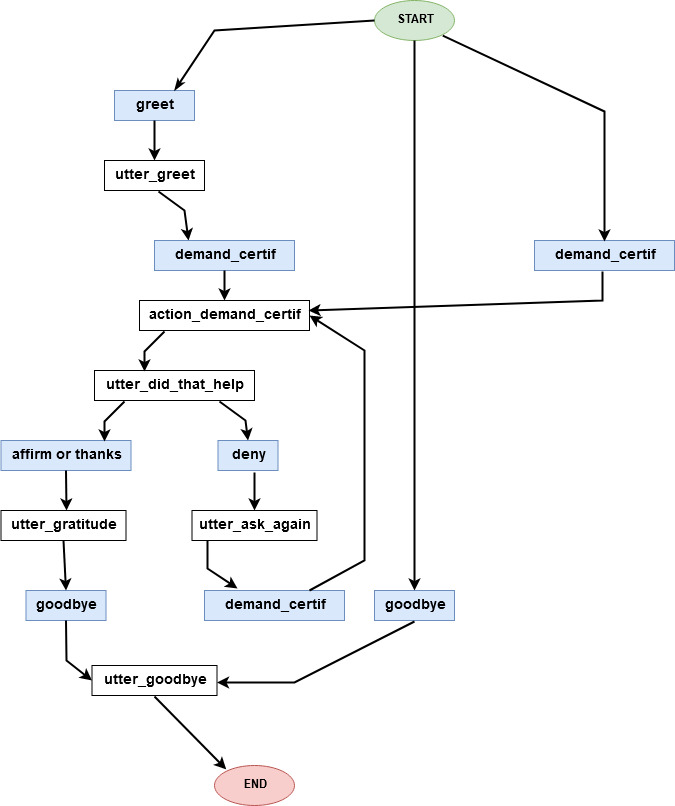 START
greet
utter_greet
demand_certif
demand_certif
action_demand_certif
utter_did_that_help
affirm or thanks
deny
utter_gratitude
utter_ask_again
goodbye
demand_certif
goodbye
utter_goodbye
END